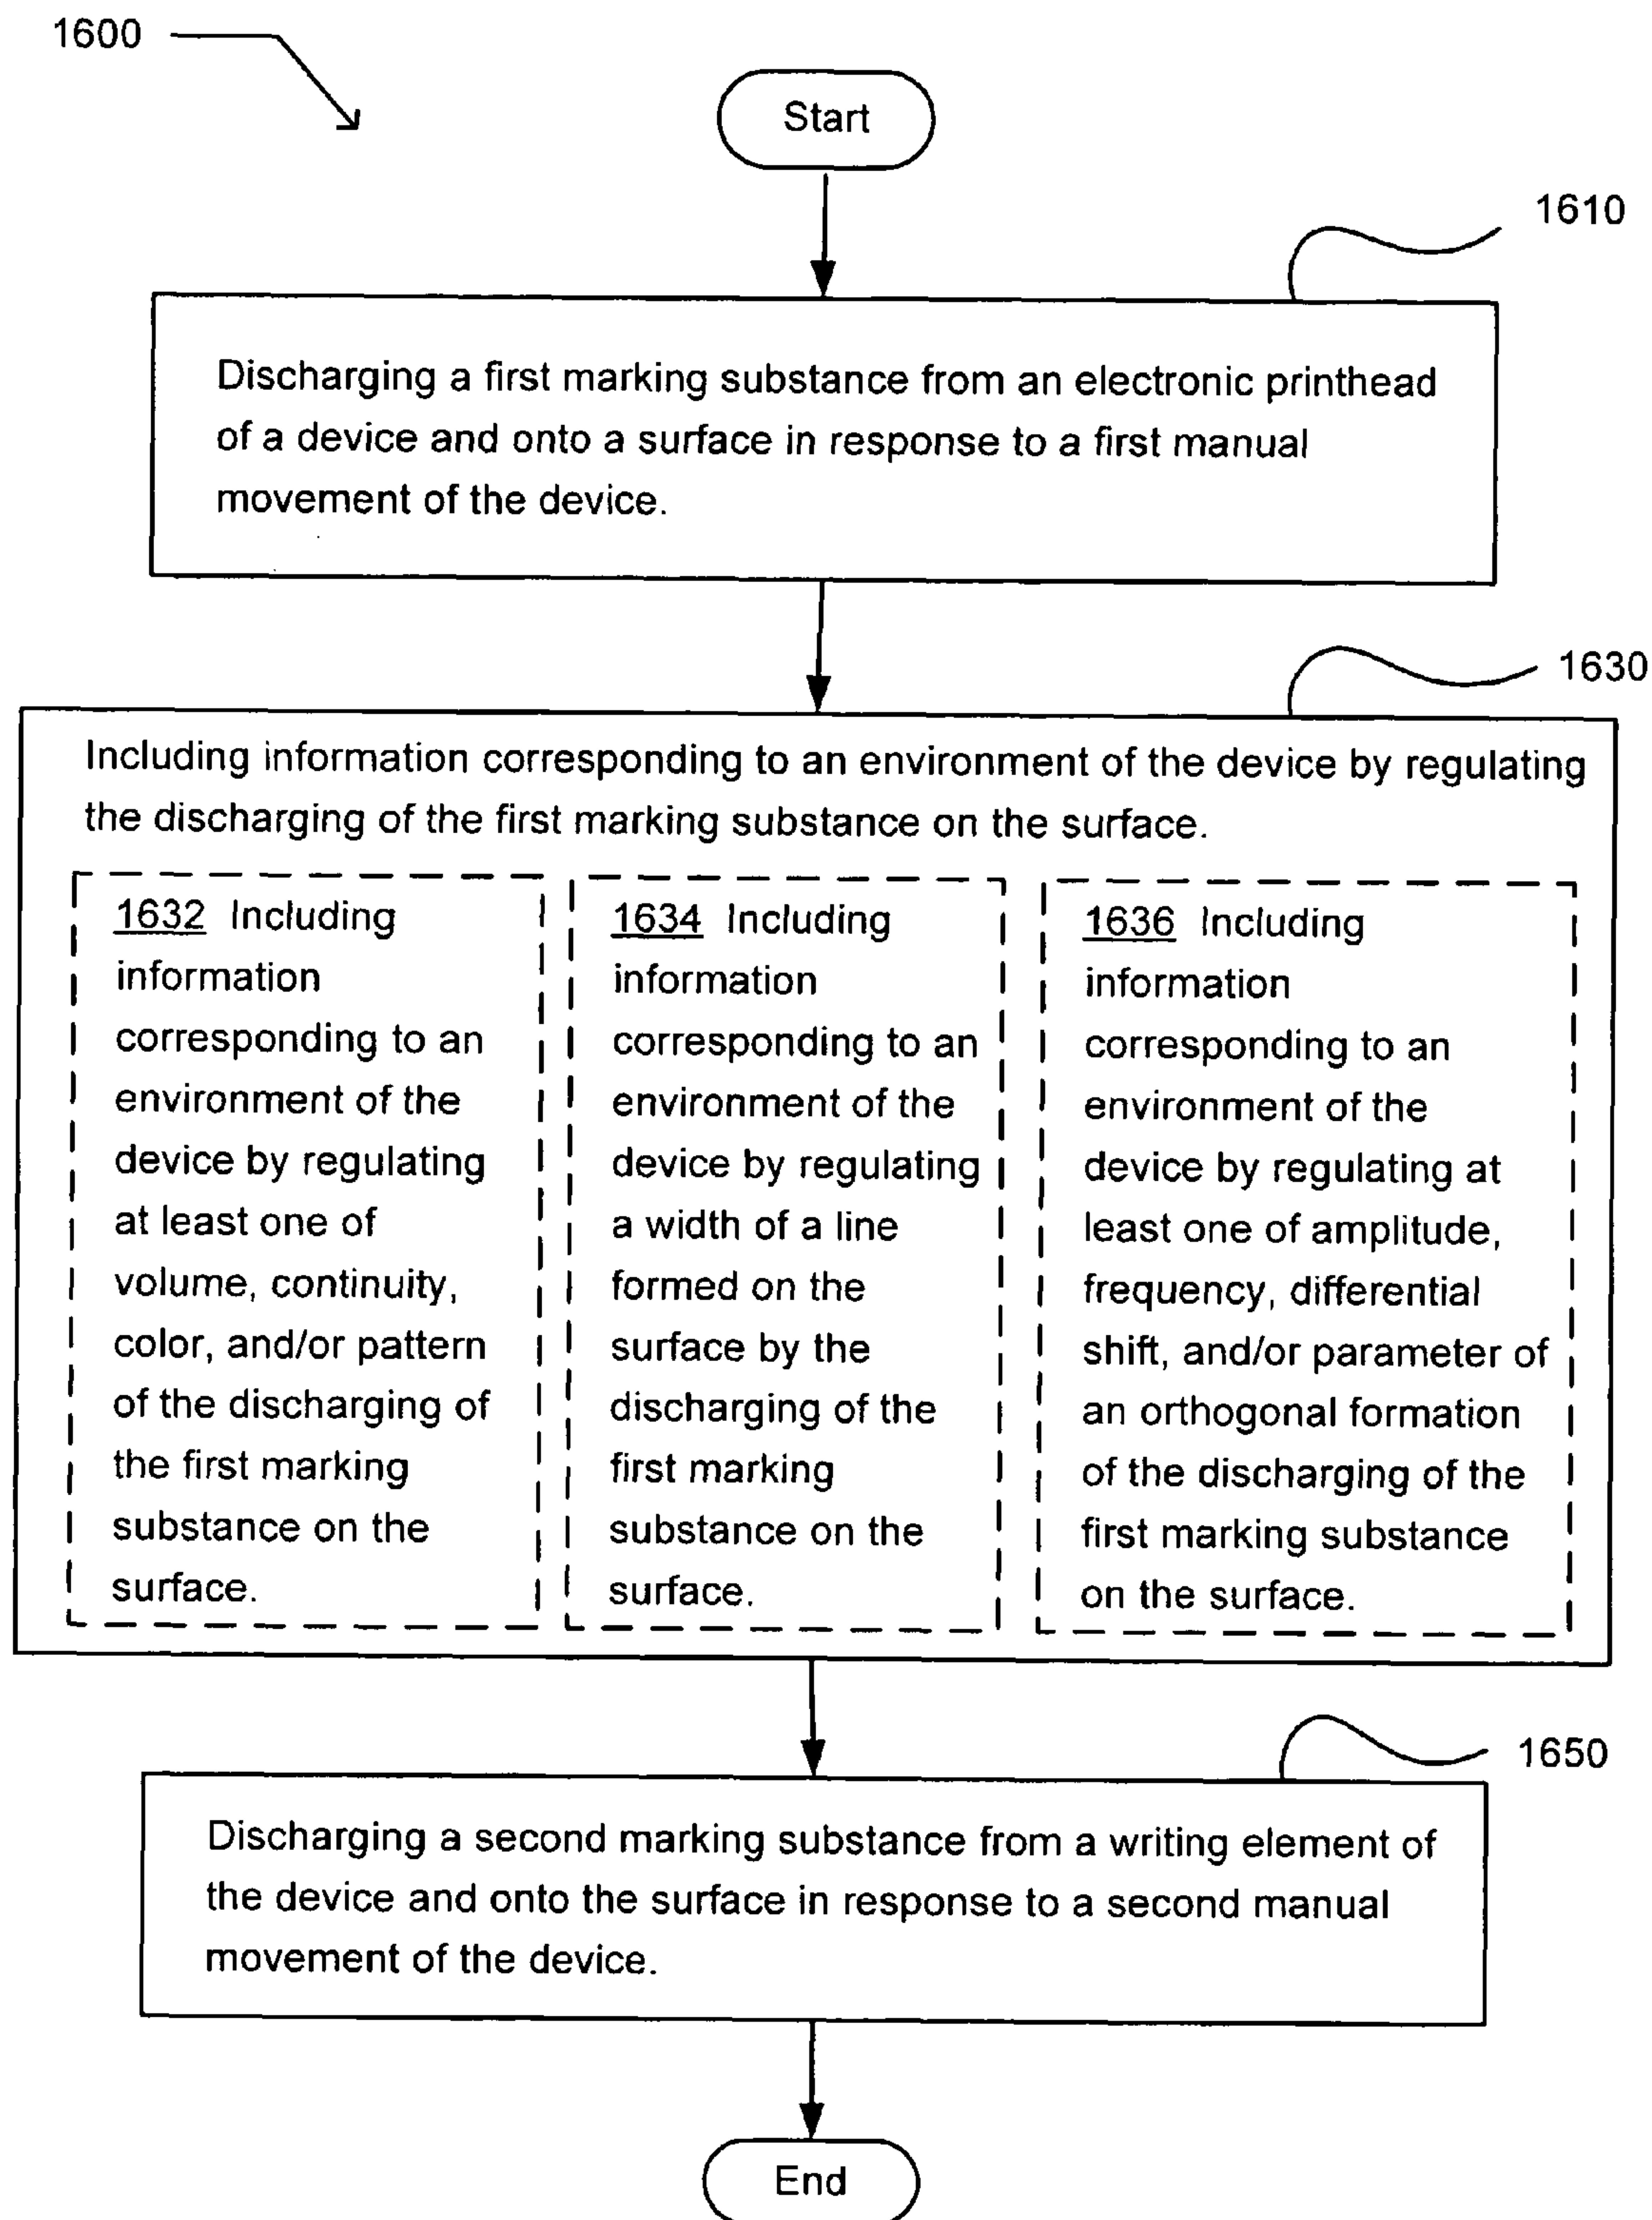 1600
Start
1610
Discharging a first marking substance from an electronic printhead
of a device and onto a surface in response to a first manual
movement of the device.
1630
Including information corresponding to an environment of the device by regulating
the discharging of the first marking substance on the surface.
1632 Including
information
corresponding to an
environment of the
device by regulating
at least one of
volume, continuity,
color, and/or pattern
of the discharging of
the first marking
substance on the
surface.
1634 Including
information
corresponding to an
environment of the
device by regulating
a width of a line
formed on the
surface by the
discharging of the
first marking
substance on the
surface.
1636 Including
information
corresponding to an
environment of the
device by regulating at
least one of amplitude,
frequency, differential
shift, and/or parameter of
an orthogonal formation
of the discharging of the
first marking substance
on the surface.
1650
Discharging a second marking substance from a writing element of
the device and onto the surface in response to a second manual
movement of the device.
End